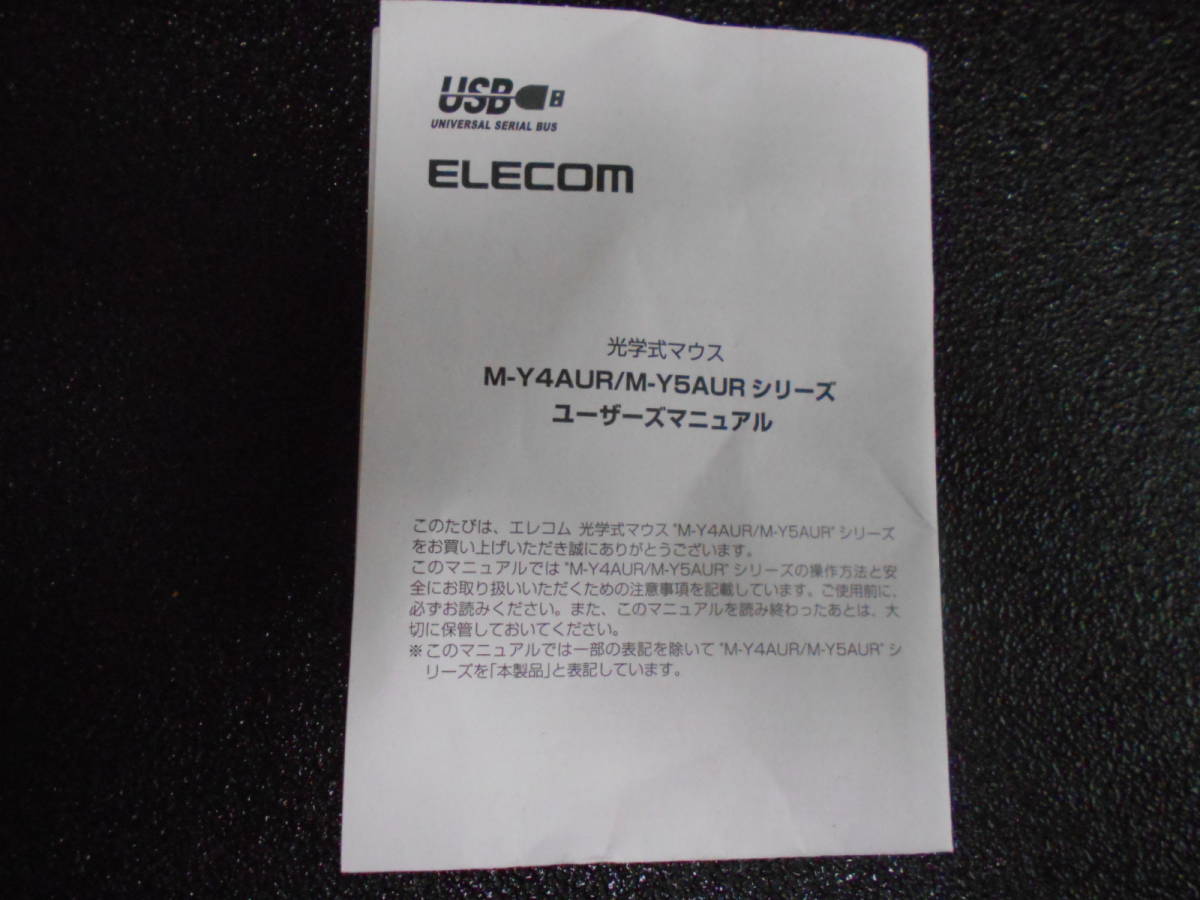 USB
UNIVERSAL SERIAL BUS
ELECOM
光学式マウス
M-Y4AUR/M-Y5AUR シリーズ
ユーザーズマニュアル
このたびは、エレコム 光学式マウス "M-Y4AUR/M-Y5AUR" シリーズ
をお買い上げいただき誠にありがとうございます。
このマニュアルでは "M-Y4AUR/M-Y5AUR" シリーズの操作方法と安
全にお取り扱いいただくための注意事項を記載しています。ご使用前に、
必ずお読みください。また、このマニュアルを読み終わったあとは、大
切に保管しておいてください。
※このマニュアルでは一部の表記を除いて "M-Y4AUR/M-Y5AUR" シ
リーズを「本製品」と表記しています。